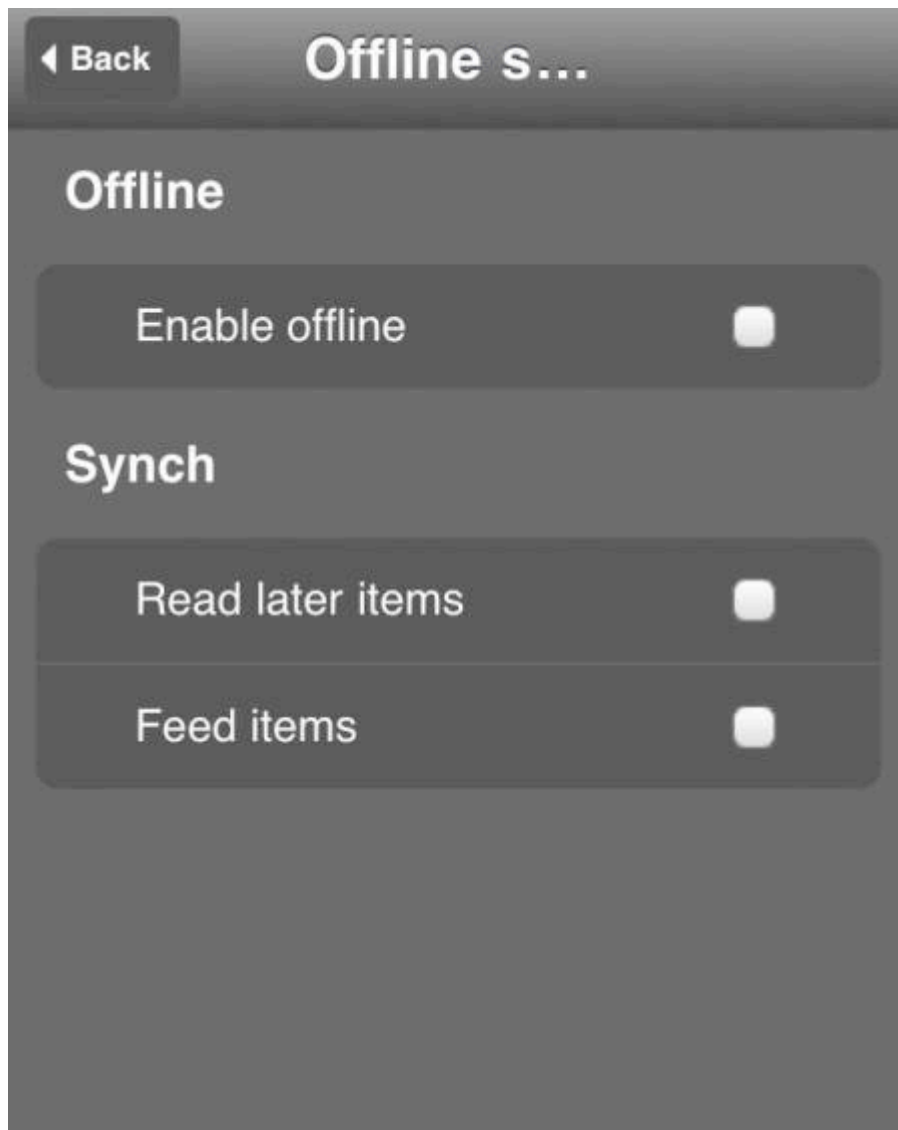 Back
Offline s...
Offline
Enable offline
Synch
Read later items
Feed items